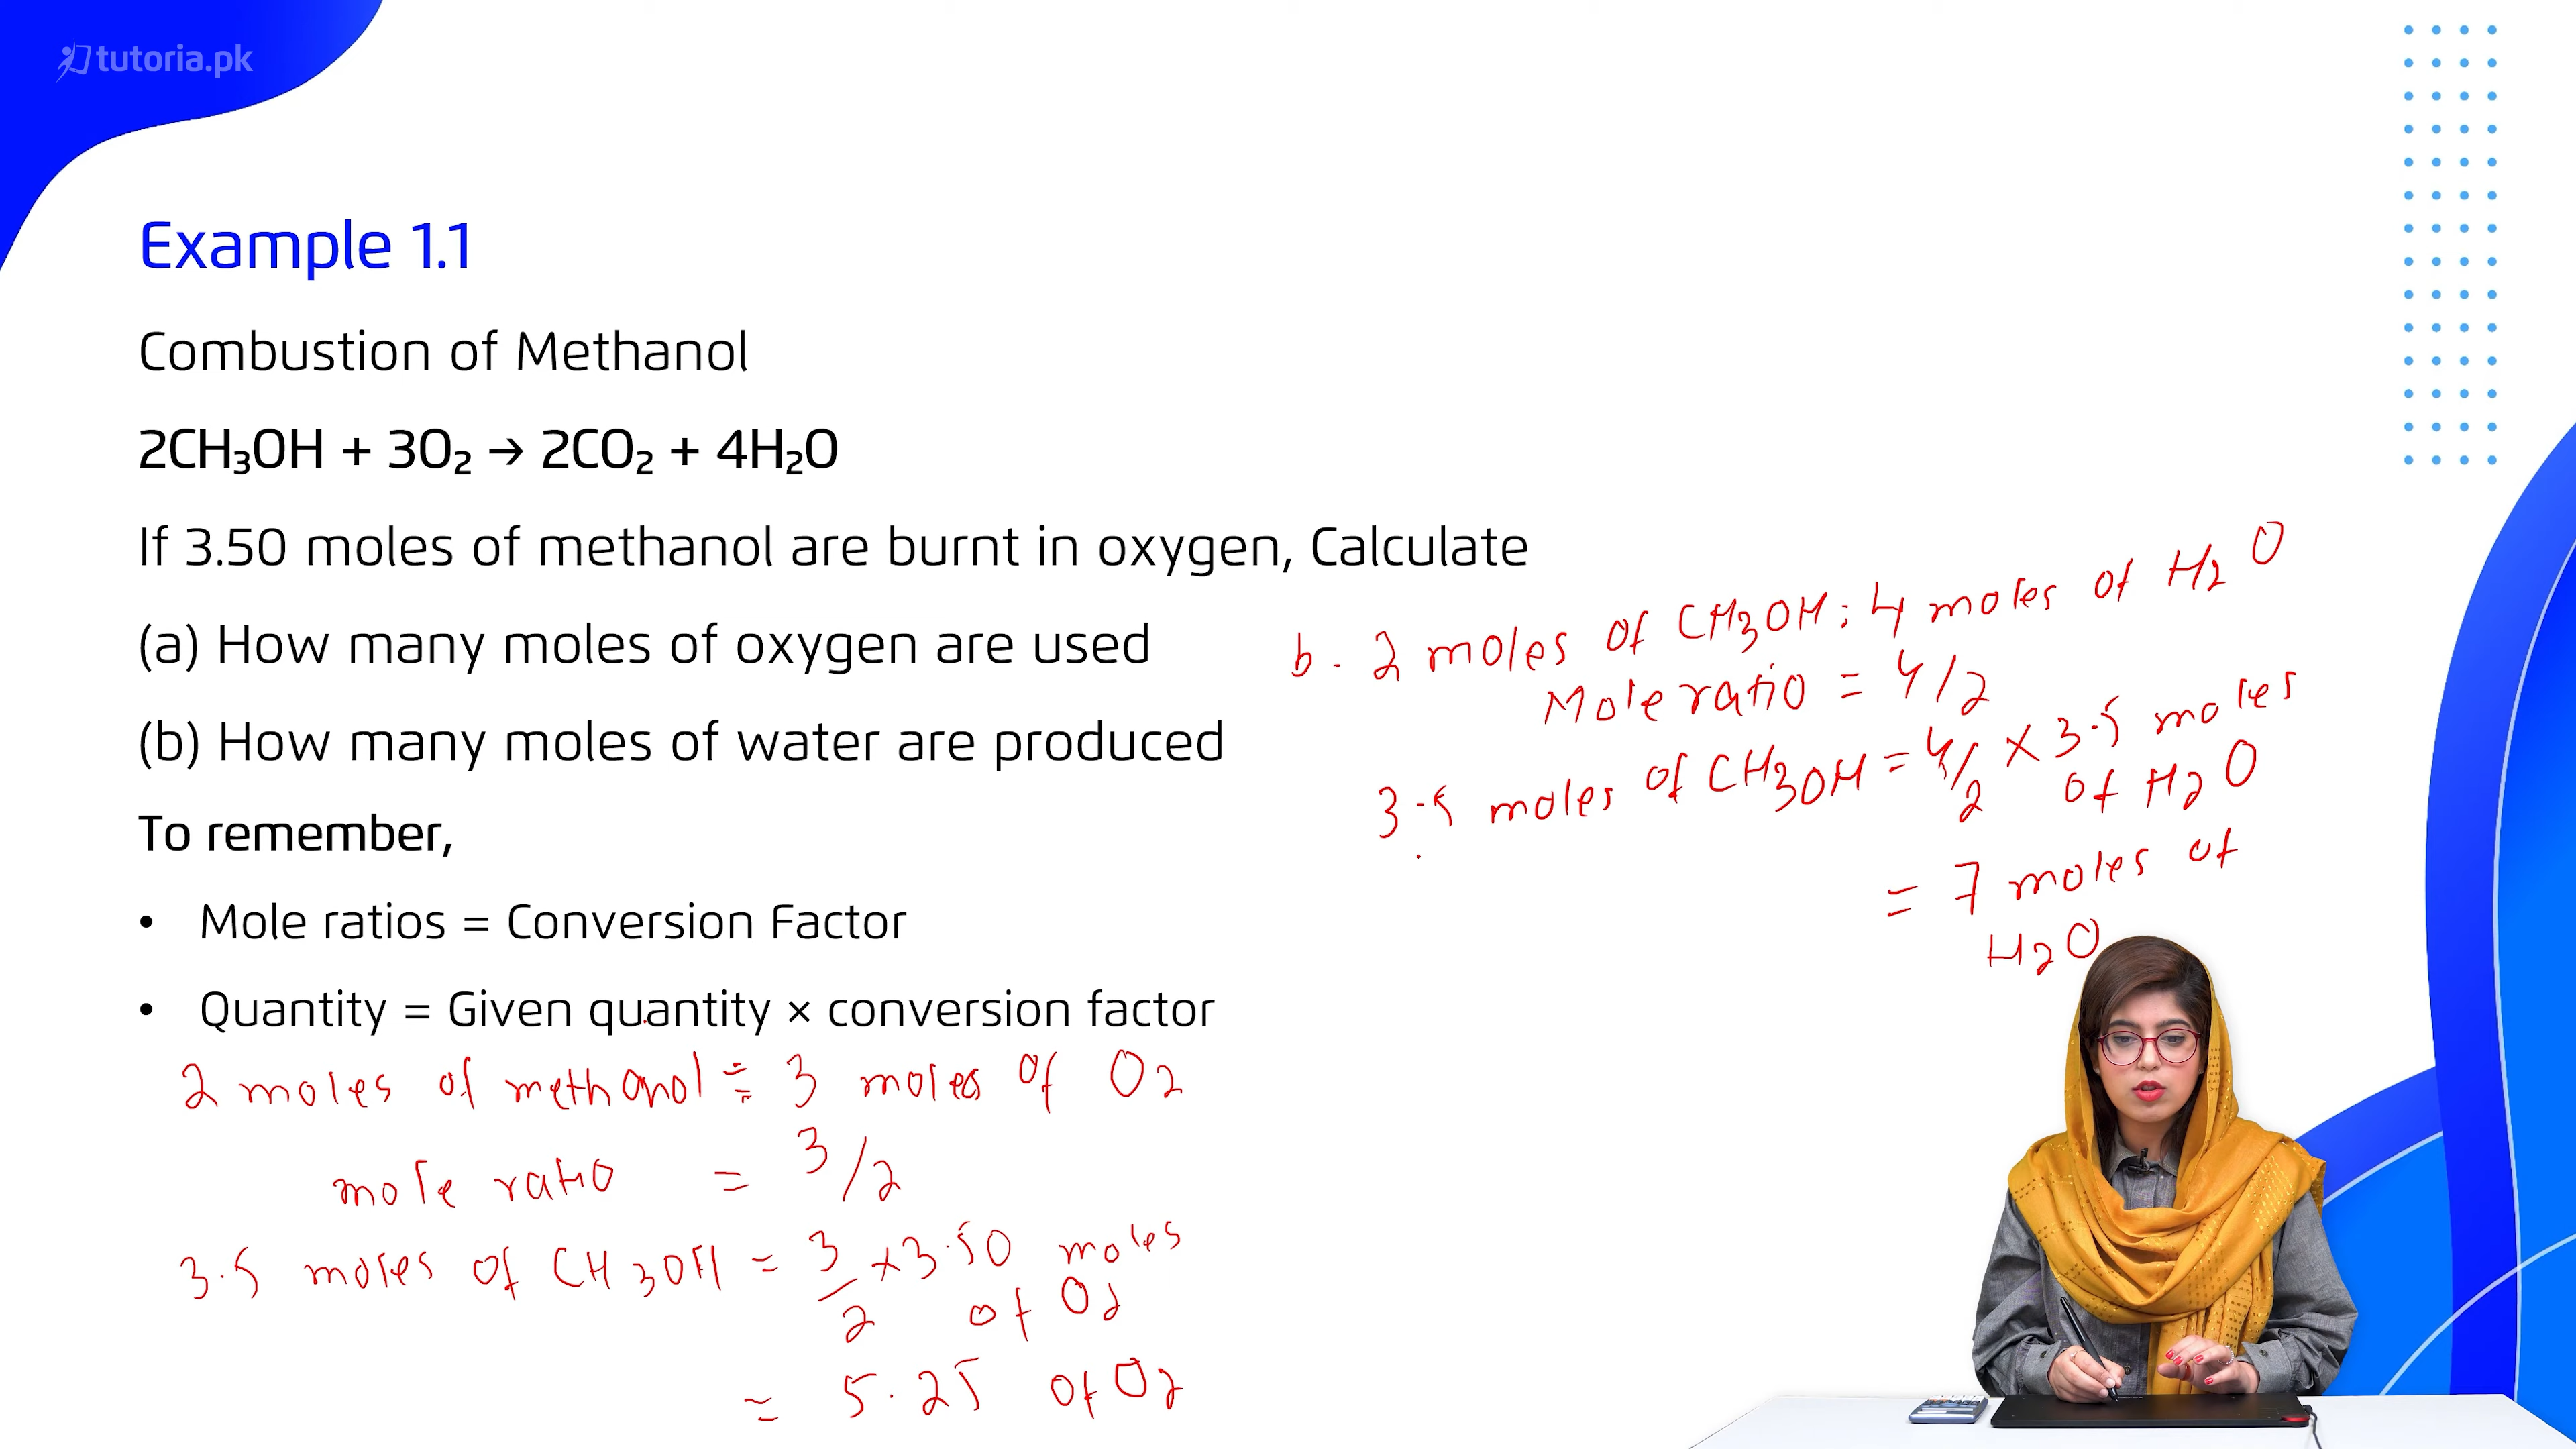 tutoria.pk
Example 1.1
Combustion of Methanol
2CH₃OH + 3O₂ → 2CO₂ + 4H₂O
If 3.50 moles of methanol are burnt in oxygen, Calculate
(a) How many moles of oxygen are used
(b) How many moles of water are produced
To remember,
• Mole ratios = Conversion Factor
• Quantity = Given quantity × conversion factor
2 moles of methanol ≡ 3 moles of O2
mole ratio = 3/2
3.5 moles of CH3OH = 3/2 ×3.50 moles
of O2
= 5.25 of O2
b. 2 moles of CH3OH : 4 moles of H2O
Mole ratio = 4/2
3.5 moles of CH3OH = 4/2 × 3.5 moles
of H2O
= 7 moles of
H2O